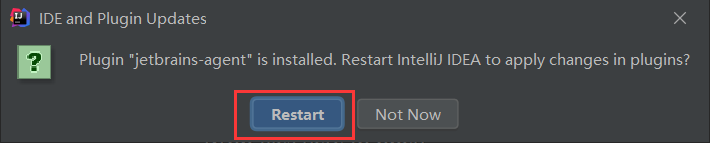 IDE and Plugin Updates
Plugin "jetbrains-agent" is installed. Restart IntelliJ IDEA to apply changes in plugins?
Restart
Not Now